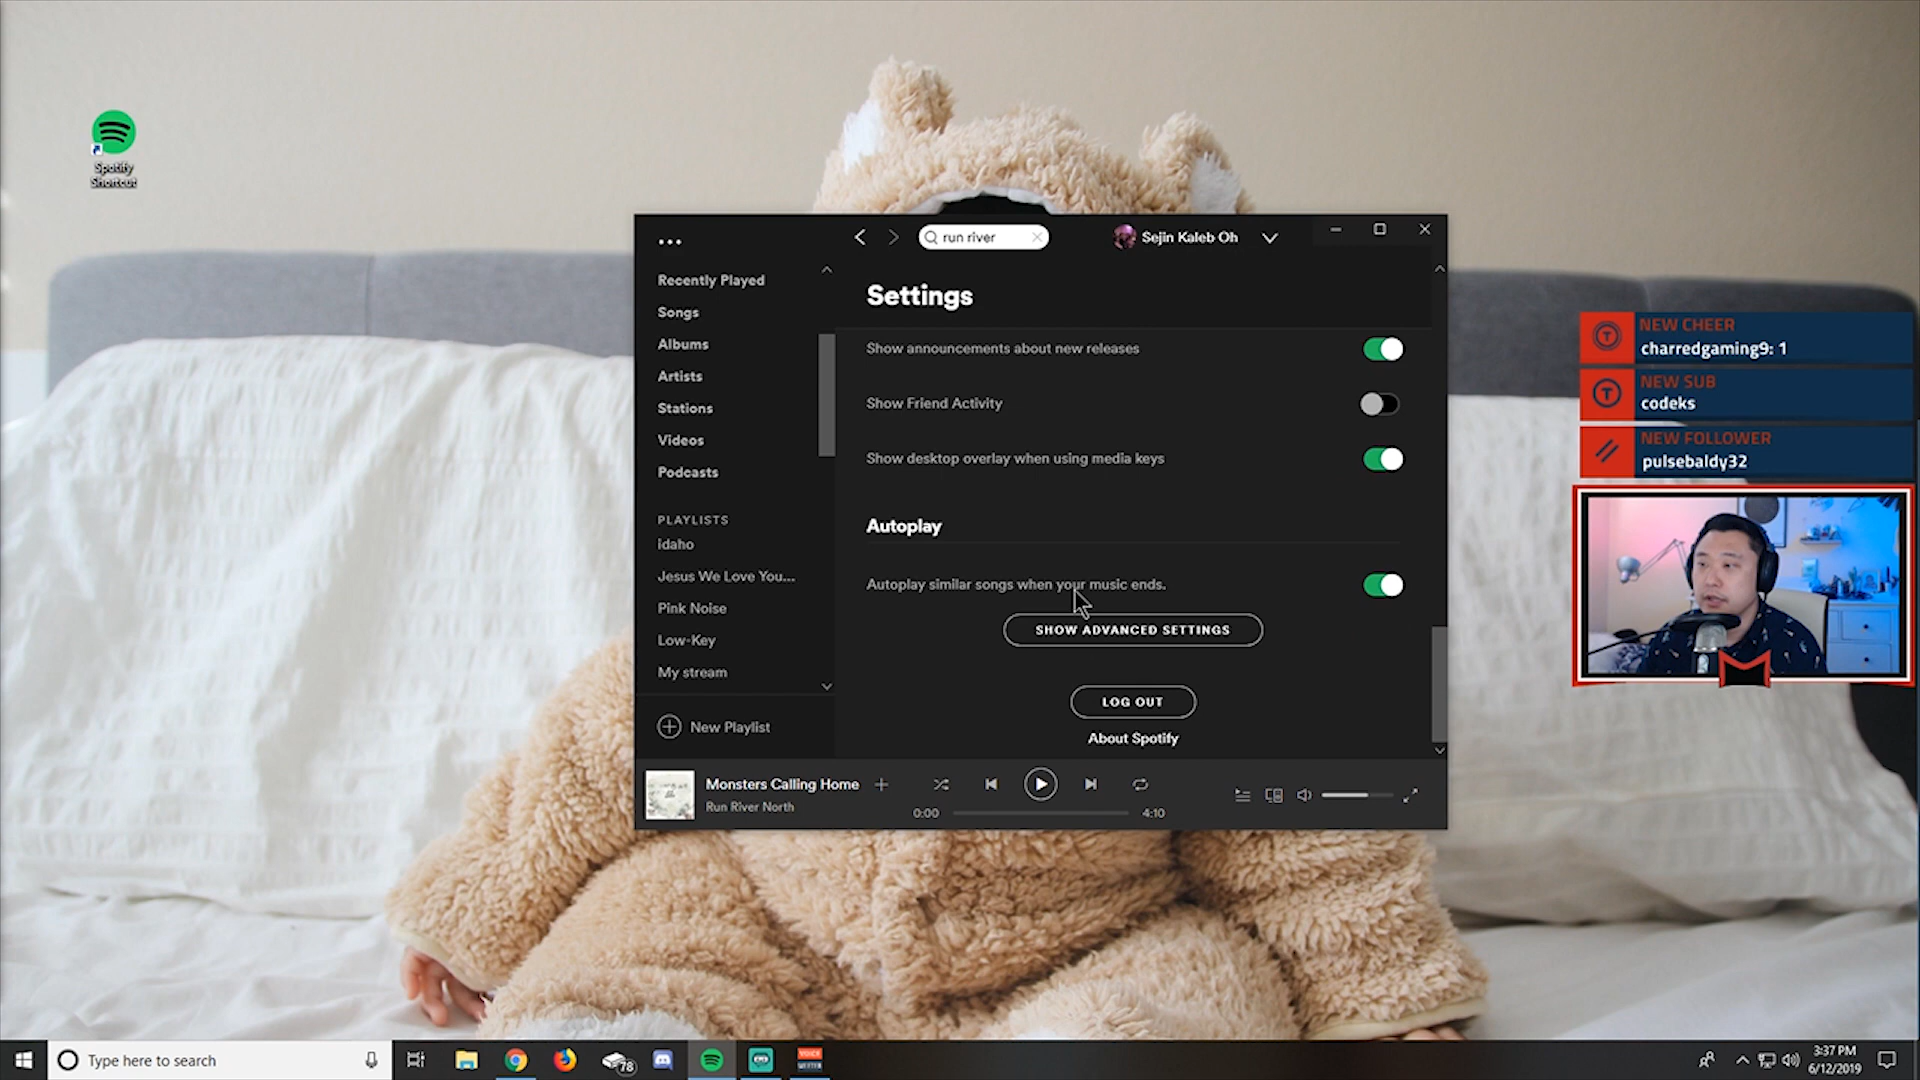 Spotify
Shortcut
run river
Sejin Kaleb Oh
Recently Played
Songs
Albums
Artists
Stations
Videos
Podcasts
PLAYLISTS
idaho
Jesus We Love You...
Pink Noise
Low-Key
My stream
New Playlist
Settings
Show announcements about new releases
Show Friend Activity
Show desktop overlay when using media keys
Autoplay
Autoplay similar songs when your music ends.
SHOW ADVANCED SETTINGS
LOG OUT
About Spotify
Monsters Calling Home
Run River North
0:00
4:10
NEW CHEER
charredgaming9: 1
NEW SUB
codeks
NEW FOLLOWER
pulsebaldy32
Type here to search
78
VOICE
MEETER
3:37 PM
6/12/2019